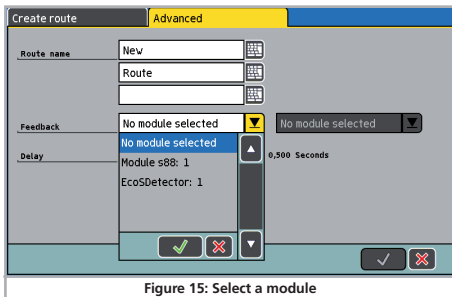 Create route
Advanced
Route name
New
Route
Feedback
No module selected
No module selected
No module selected
Module s88: 1
EcoSDetector: 1
Delay
0,500 Seconds
Figure 15: Select a module